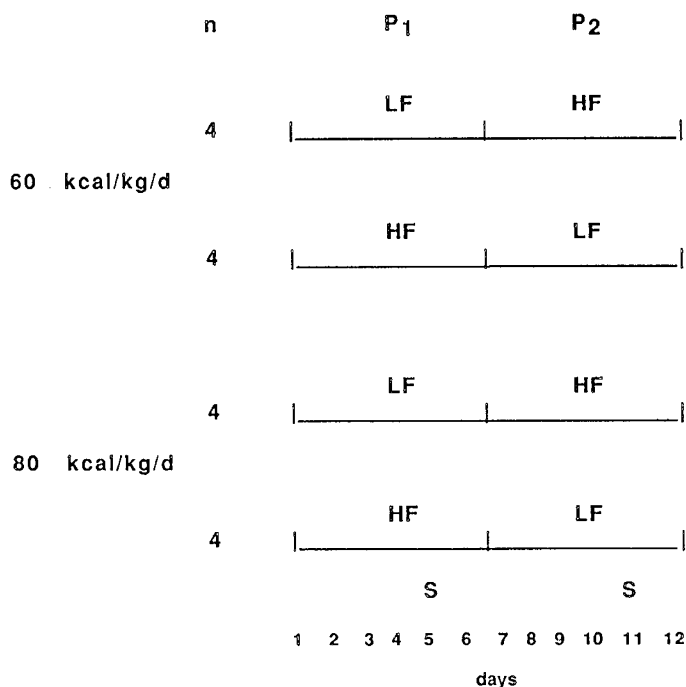 n P1 P2
LF HF
4
60 kcal/kg/d
HF LF
4
LF HF
4
80 kcal/kg/d
HF LF
4
S S
1 2 3 4 5 6 7 8 9 10 11 12
days